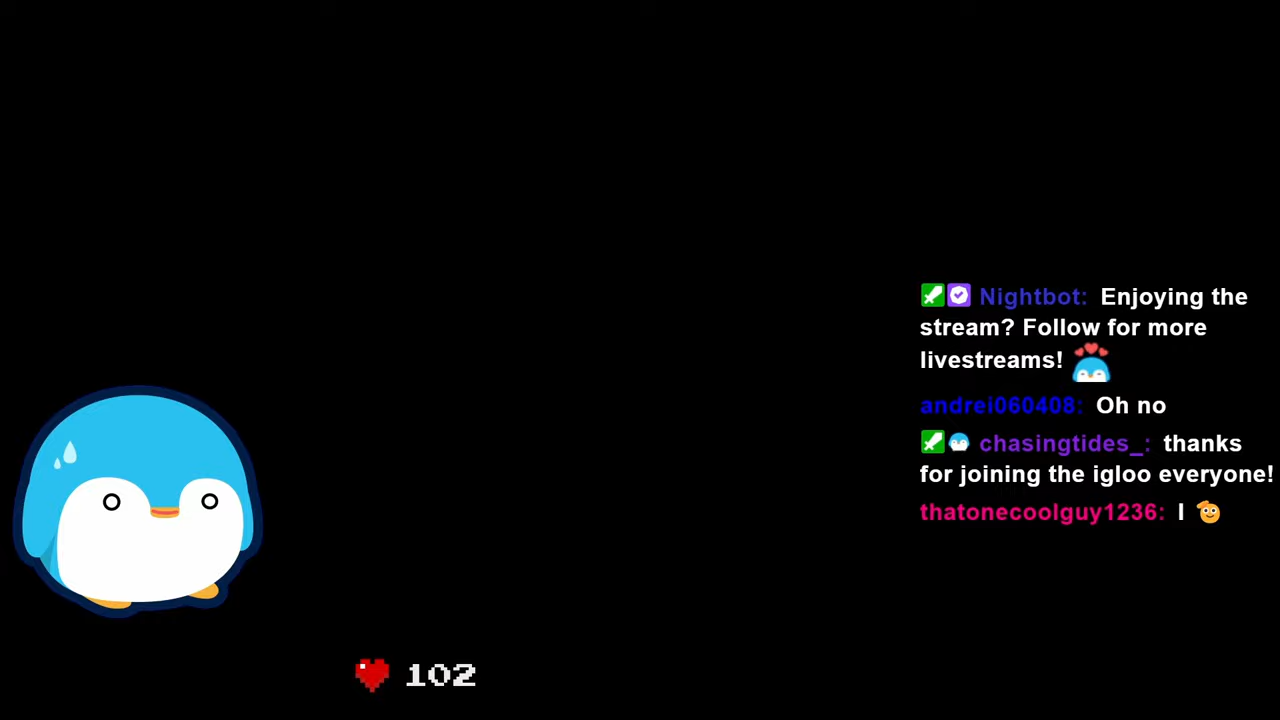 Nightbot: Enjoying the
stream? Follow for more
livestreams!
andrei060408: Oh no
chasingtides_: thanks
for joining the igloo everyone!
thatonecoolguy1236: I
102